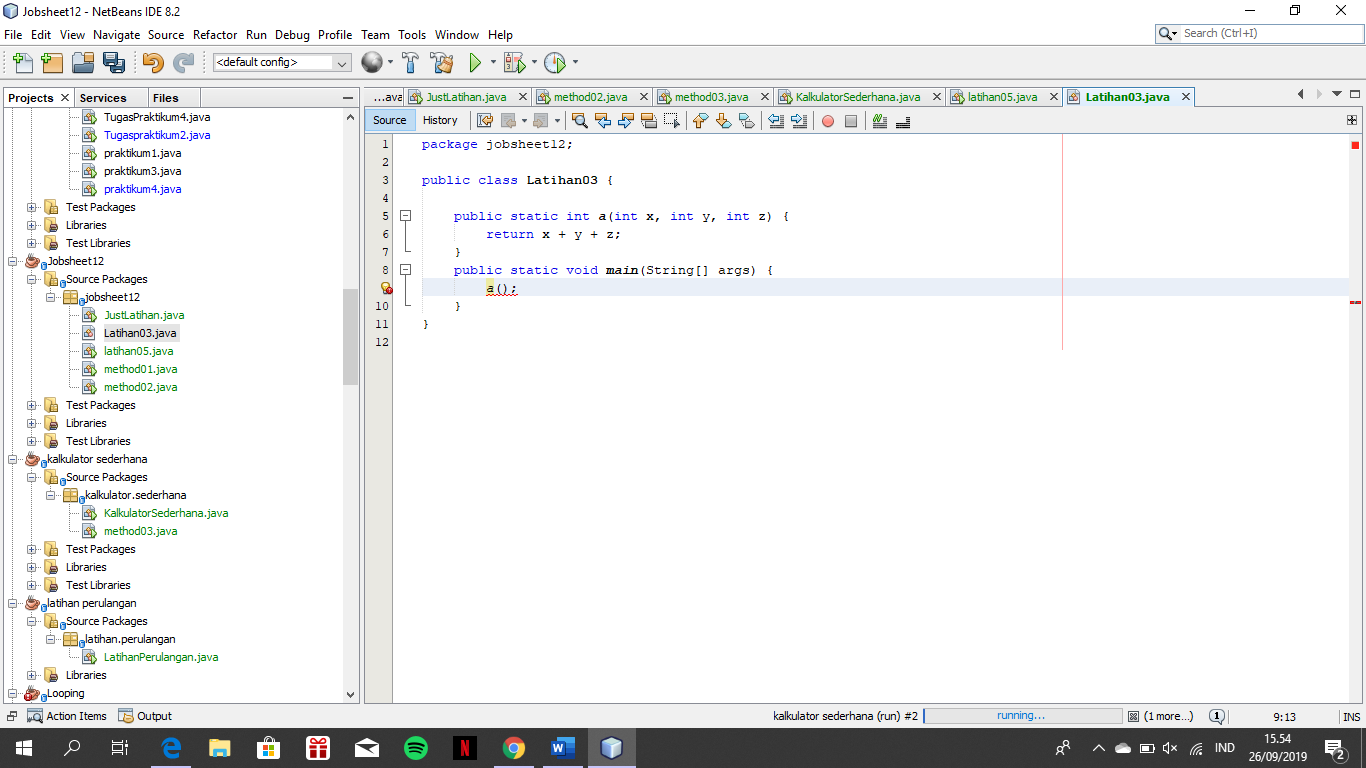 Jobsheet12 - NetBeans IDE 8.2
File Edit View Navigate Source Refactor Run Debug Profile Team Tools Window Help
Search (Ctrl+I)
<default config>
Projects Services Files
TugasPraktikum4.java
Tugaspraktikum2.java
praktikum1.java
praktikum3.java
praktikum4.java
Test Packages
Libraries
Test Libraries
Jobsheet12
Source Packages
jobsheet12
JustLatihan.java
Latihan03.java
latihan05.java
method01.java
method02.java
Test Packages
Libraries
Test Libraries
kalkulator sederhana
Source Packages
kalkulator.sederhana
KalkulatorSederhana.java
method03.java
Test Packages
Libraries
Test Libraries
latihan perulangan
Source Packages
latihan.perulangan
LatihanPerulangan.java
Libraries
Looping
...ava JustLatihan.java method02.java method03.java KalkulatorSederhana.java latihan05.java Latihan03.java
Source History
1 package jobsheet12;
2
3 public class Latihan03 {
4
5 public static int a(int x, int y, int z) {
6 return x + y + z;
7 }
8 public static void main(String[] args) {
a();
10 }
11 }
12
Action Items Output
kalkulator sederhana (run) #2 running... (1 more...) 1 9:13 INS
IND
15.54
26/09/2019
2